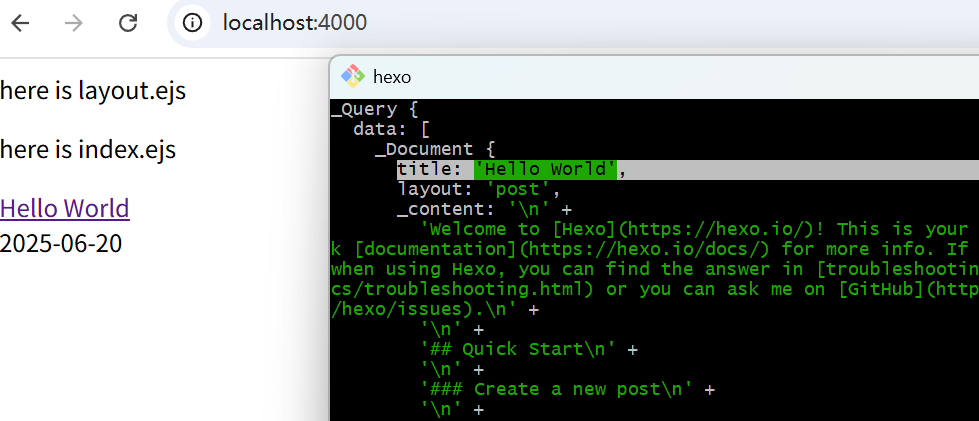 localhost:4000
here is layout.ejs
here is index.ejs
Hello World
2025-06-20
hexo
_Query {
data: [
_Document {
title: 'Hello World',
layout: 'post',
_content: '\n' +
'Welcome to [Hexo](https://hexo.io/)! This is your
k [documentation](https://hexo.io/docs/) for more info. If
when using Hexo, you can find the answer in [troubleshootin
cs/troubleshooting.html) or you can ask me on [GitHub](http
/hexo/issues).\n' +
'\n' +
'## Quick Start\n' +
'\n' +
'### Create a new post\n' +
'\n' +